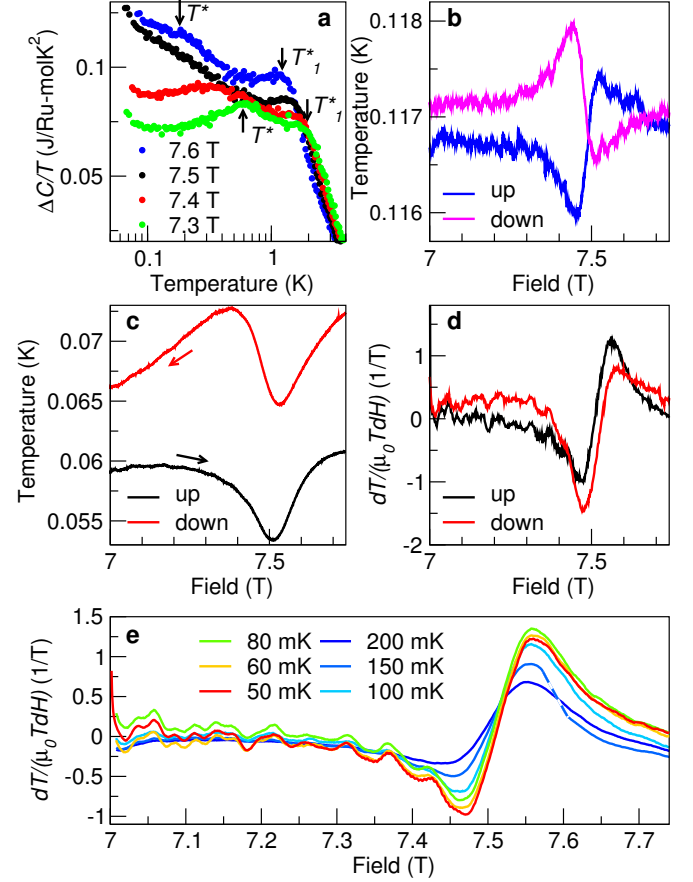 a
ΔC/T (J/Ru-molK²)
0.1
0.05
T*
T*₁
T*₁
T*
7.6 T
7.5 T
7.4 T
7.3 T
0.1 1
Temperature (K)
b
Temperature (K)
0.118
0.117
0.116
up
down
7 7.5
Field (T)
c
Temperature (K)
0.07
0.065
0.06
0.055
up
down
7 7.5
Field (T)
d
dT/(μ₀TdH) (1/T)
1
0
-1
-2
up
down
7 7.5
Field (T)
e
dT/(μ₀TdH) (1/T)
1.5
1
0.5
0
-0.5
-1
80 mK 200 mK
60 mK 150 mK
50 mK 100 mK
7 7.1 7.2 7.3 7.4 7.5 7.6 7.7
Field (T)